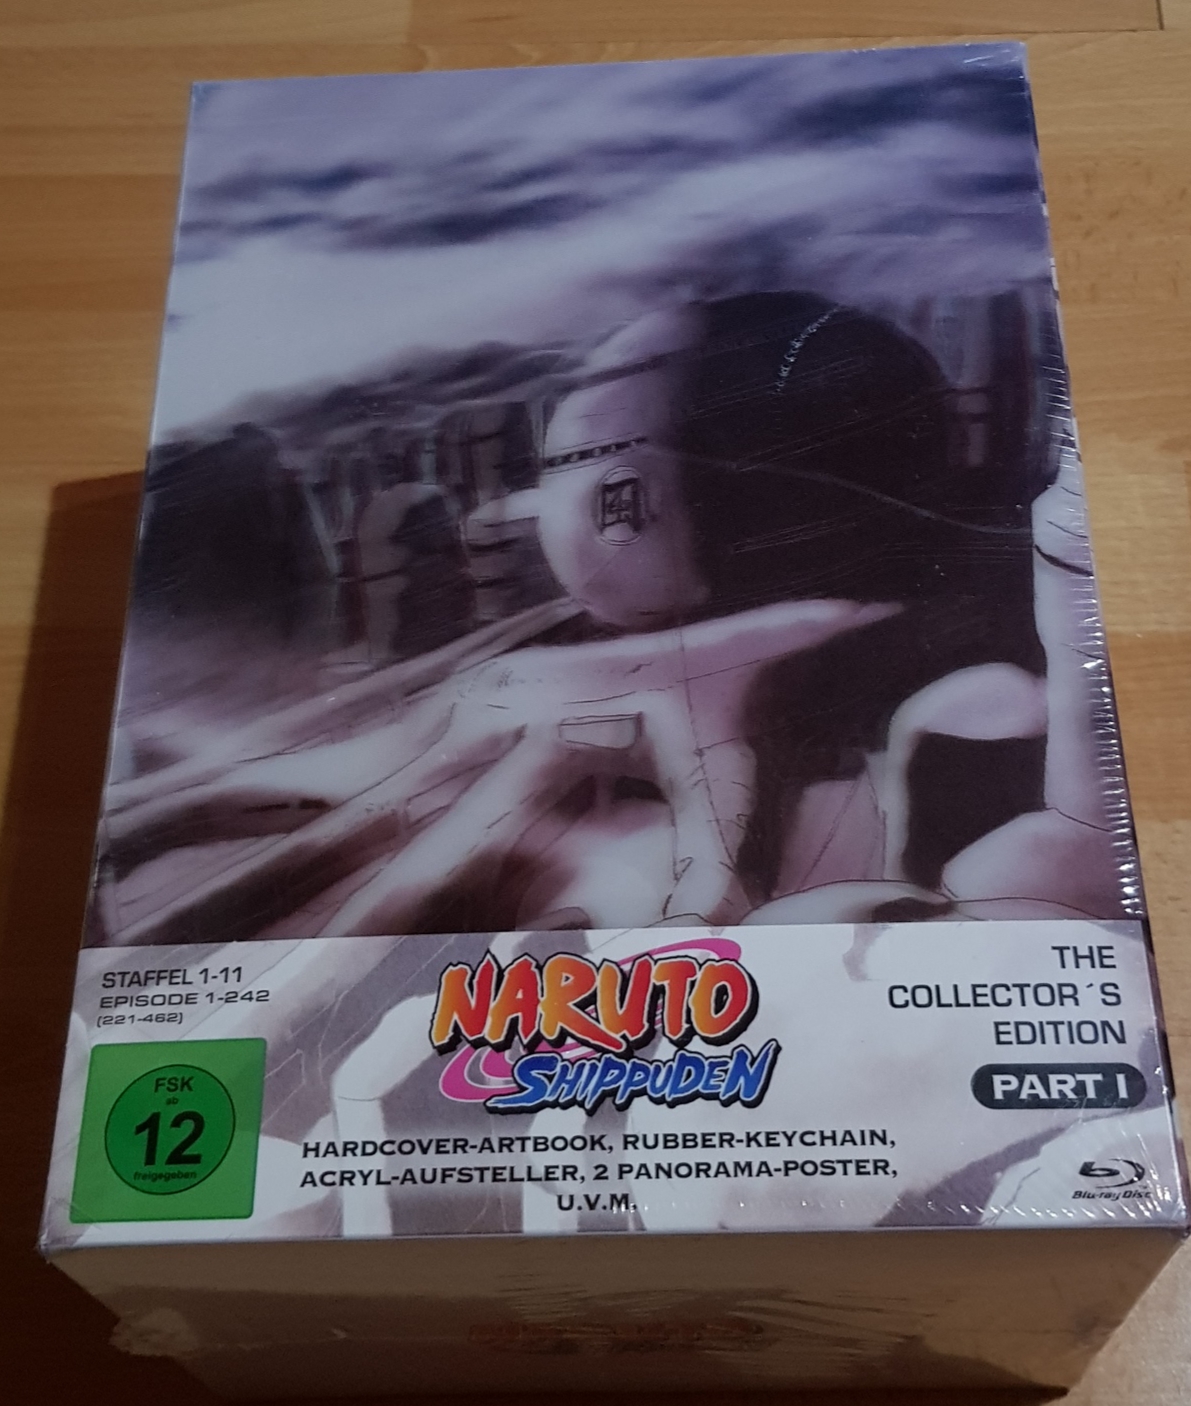 STAFFEL 1-11
EPISODE 1-242
(221-462)
FSK
ab
12
freigegeben
NARUTO
SHIPPUDEN
THE
COLLECTOR´S
EDITION
PART I
HARDCOVER-ARTBOOK, RUBBER-KEYCHAIN,
ACRYL-AUFSTELLER, 2 PANORAMA-POSTER,
U.V.M.
Blu-ray Disc